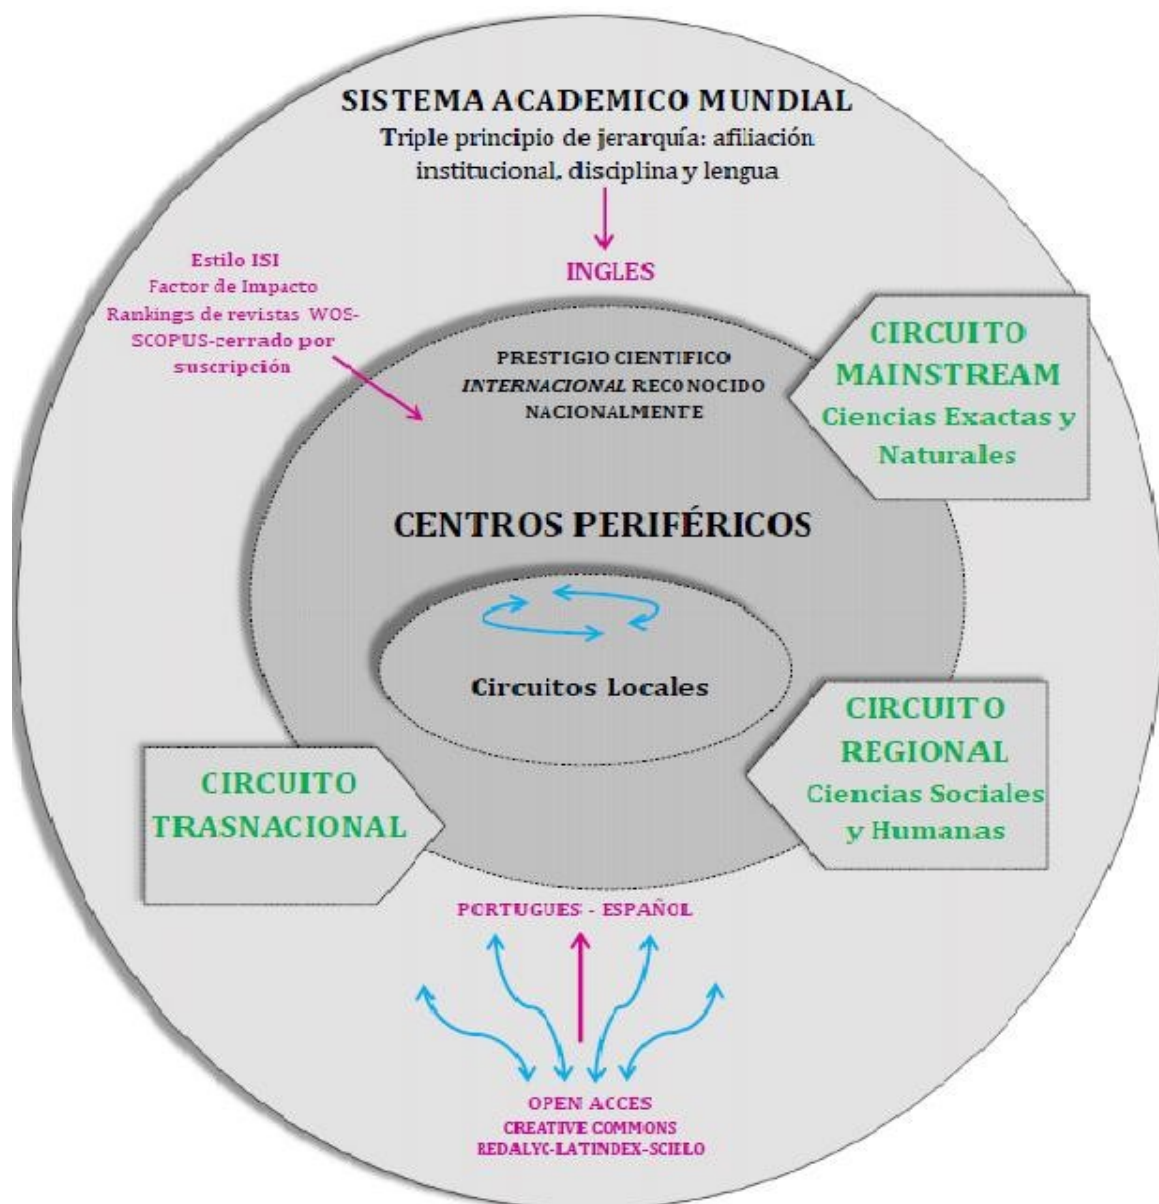 SISTEMA ACADEMICO MUNDIAL
Triple principio de jerarquía: afiliación
institucional, disciplina y lengua
INGLES
Estilo ISI
Factor de Impacto
Rankings de revistas WOS-
SCOPUS-cerrado por
suscripción
PRESTIGIO CIENTIFICO
INTERNACIONAL RECONOCIDO
NACIONALMENTE
CIRCUITO
MAINSTREAM
Ciencias Exactas y
Naturales
CENTROS PERIFÉRICOS
Circuitos Locales
CIRCUITO
REGIONAL
Ciencias Sociales
y Humanas
CIRCUITO
TRASNACIONAL
PORTUGUES - ESPAÑOL
OPEN ACCES
CREATIVE COMMONS
REDALYC-LATINDEX-SCIELO